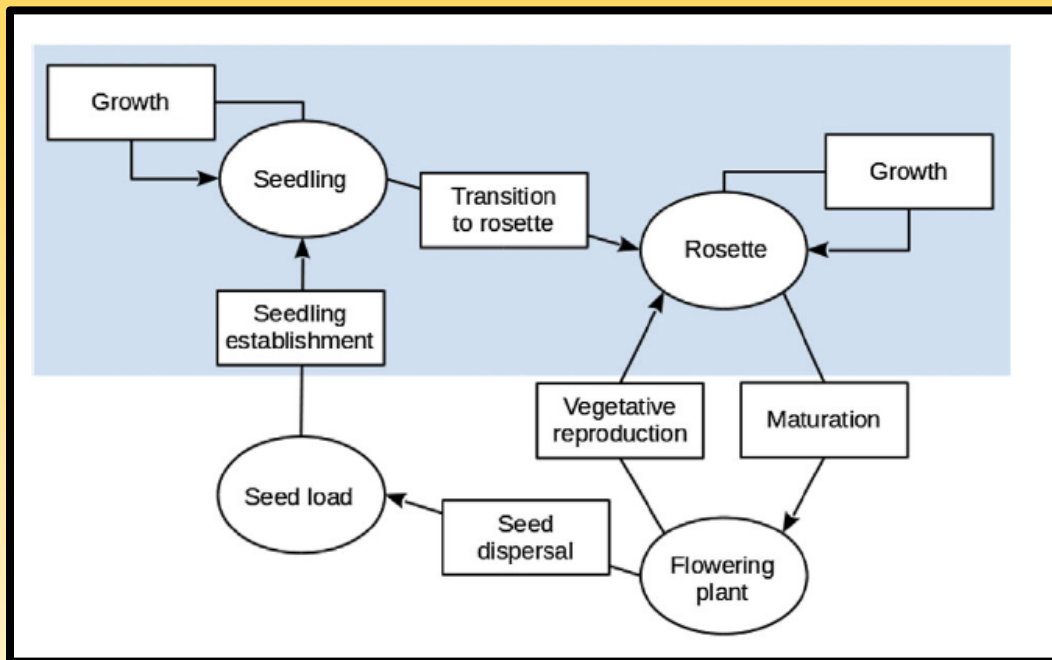 Growth
Seedling
Transition
to rosette
Growth
Rosette
Seedling
establishment
Vegetative
reproduction
Maturation
Seed load
Seed
dispersal
Flowering
plant